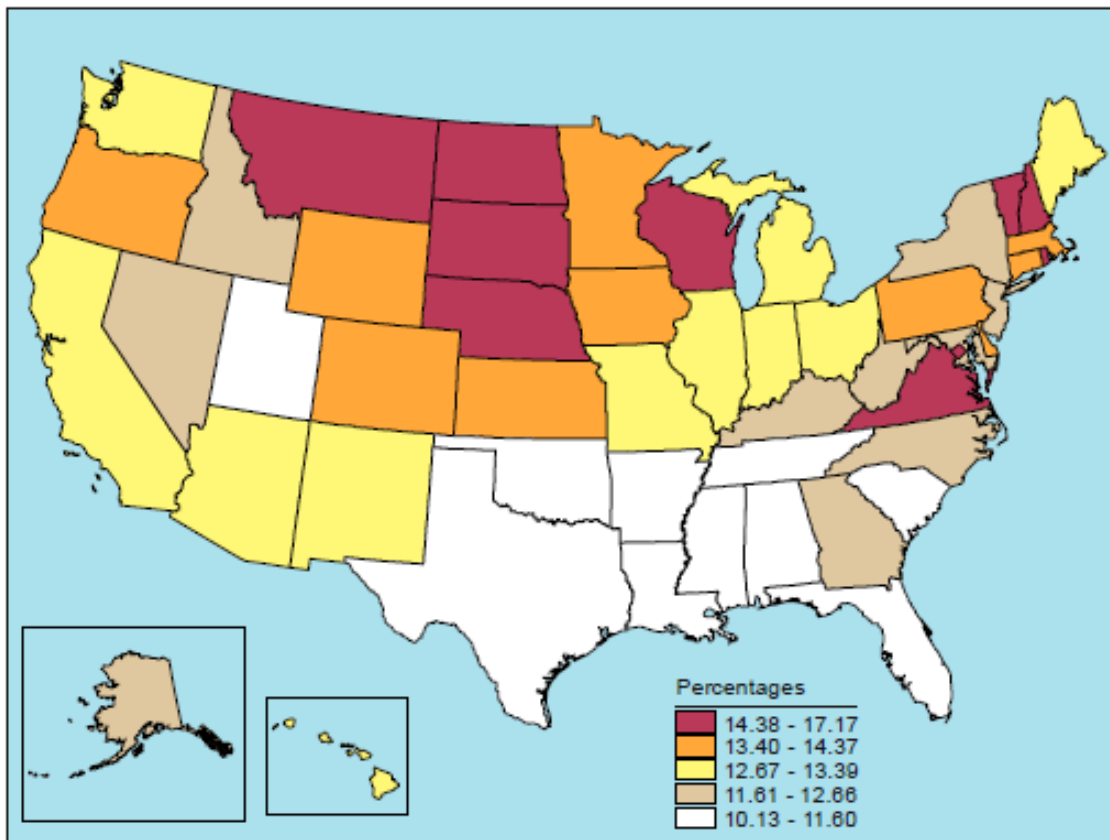 Percentages
14.38 - 17.17
13.40 - 14.37
12.67 - 13.39
11.61 - 12.66
10.13 - 11.60